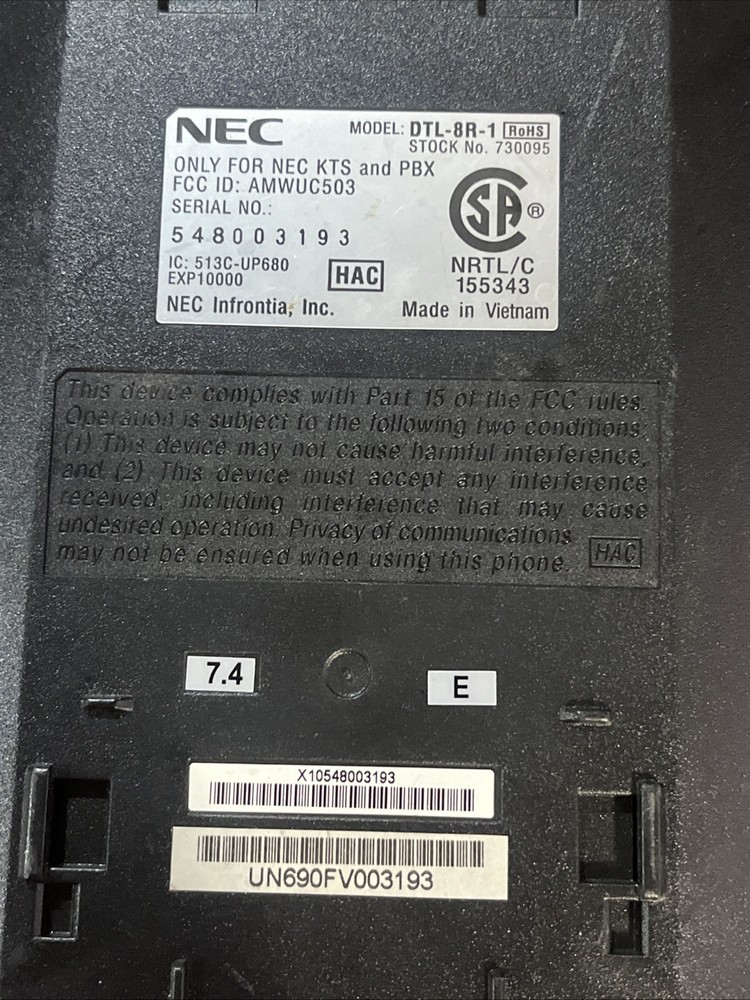 NEC MODEL: DTL-8R-1 RoHS
STOCK No. 730095
ONLY FOR NEC KTS and PBX
FCC ID: AMWUC503
SERIAL NO.:
548003193
SA ®
IC: 513C-UP680
EXP10000
HAC
NRTL/C
155343
NEC Infrontia, Inc. Made in Vietnam
This device complies with Part 15 of the FCC rules.
Operation is subject to the following two conditions:
(1) This device may not cause harmful interference,
and (2) This device must accept any interference
received, including interference that may cause
undesired operation. Privacy of communications
may not be ensured when using this phone. HAC
7.4 E
X10548003193
UN690FV003193